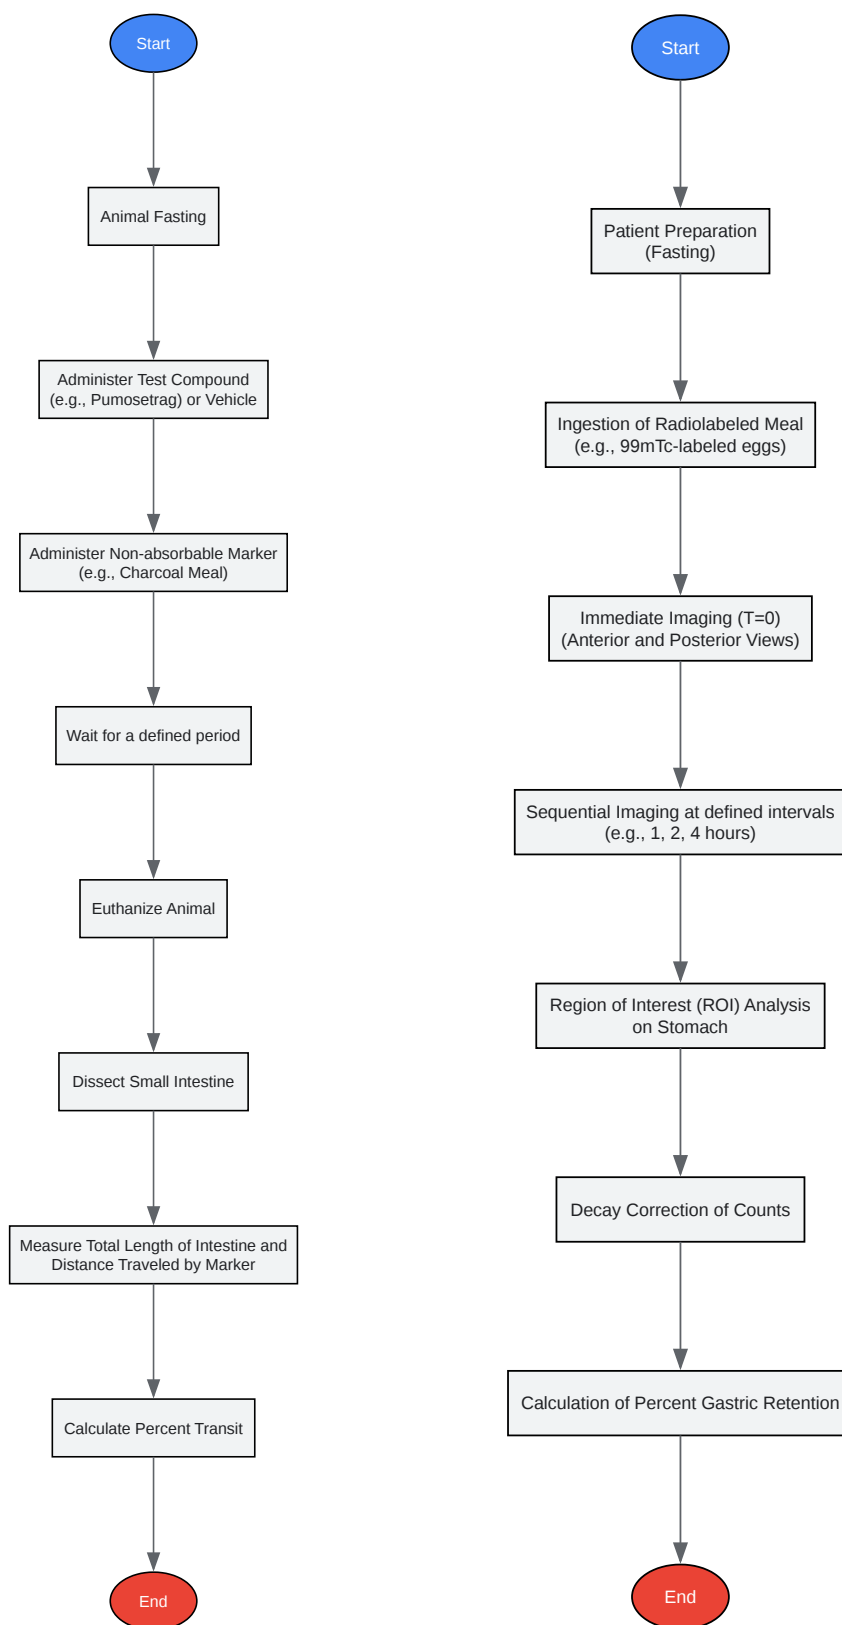 Start
Animal Fasting
Administer Test Compound
(e.g., Pumosetrag) or Vehicle
Administer Non-absorbable Marker
(e.g., Charcoal Meal)
Wait for a defined period
Euthanize Animal
Dissect Small Intestine
Measure Total Length of Intestine and
Distance Traveled by Marker
Calculate Percent Transit
End
Start
Patient Preparation
(Fasting)
Ingestion of Radiolabeled Meal
(e.g., 99mTc-labeled eggs)
Immediate Imaging (T=0)
(Anterior and Posterior Views)
Sequential Imaging at defined intervals
(e.g., 1, 2, 4 hours)
Region of Interest (ROI) Analysis
on Stomach
Decay Correction of Counts
Calculation of Percent Gastric Retention
End